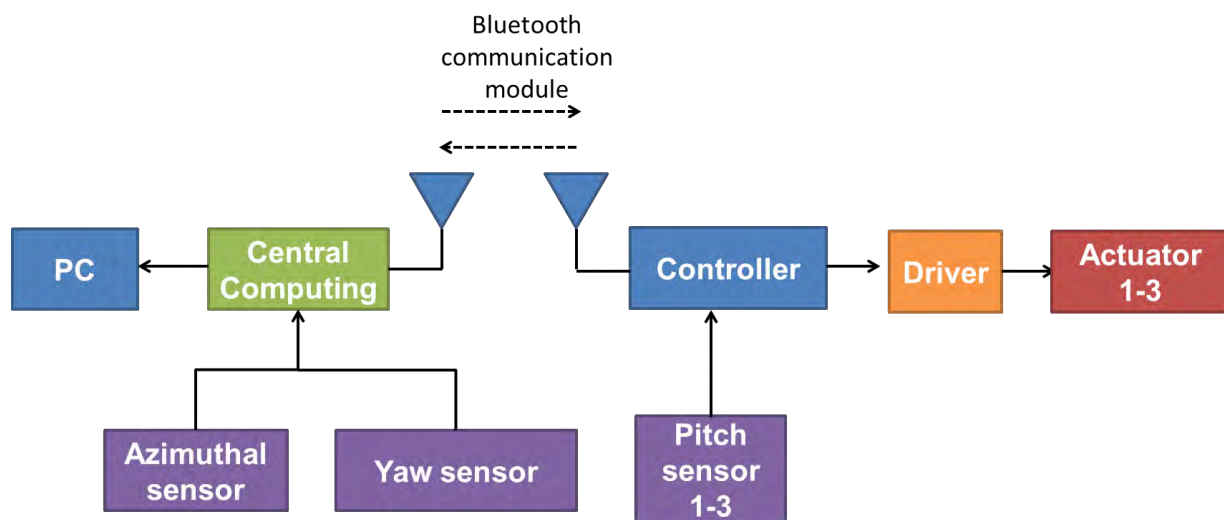 Bluetooth
communication
module
PC
Central
Computing
Controller
Driver
Actuator
1-3
Azimuthal
sensor
Yaw sensor
Pitch
sensor
1-3